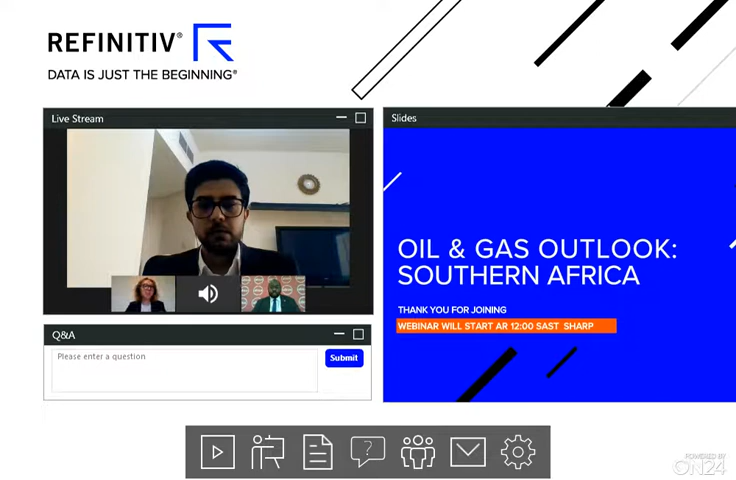 REFINITIV®
DATA IS JUST THE BEGINNING®
Live Stream
Slides
OIL & GAS OUTLOOK:
SOUTHERN AFRICA
THANK YOU FOR JOINING
WEBINAR WILL START AR 12:00 SAST SHARP
Q&A
Please enter a question
Submit
?
POWERED BY
ON24